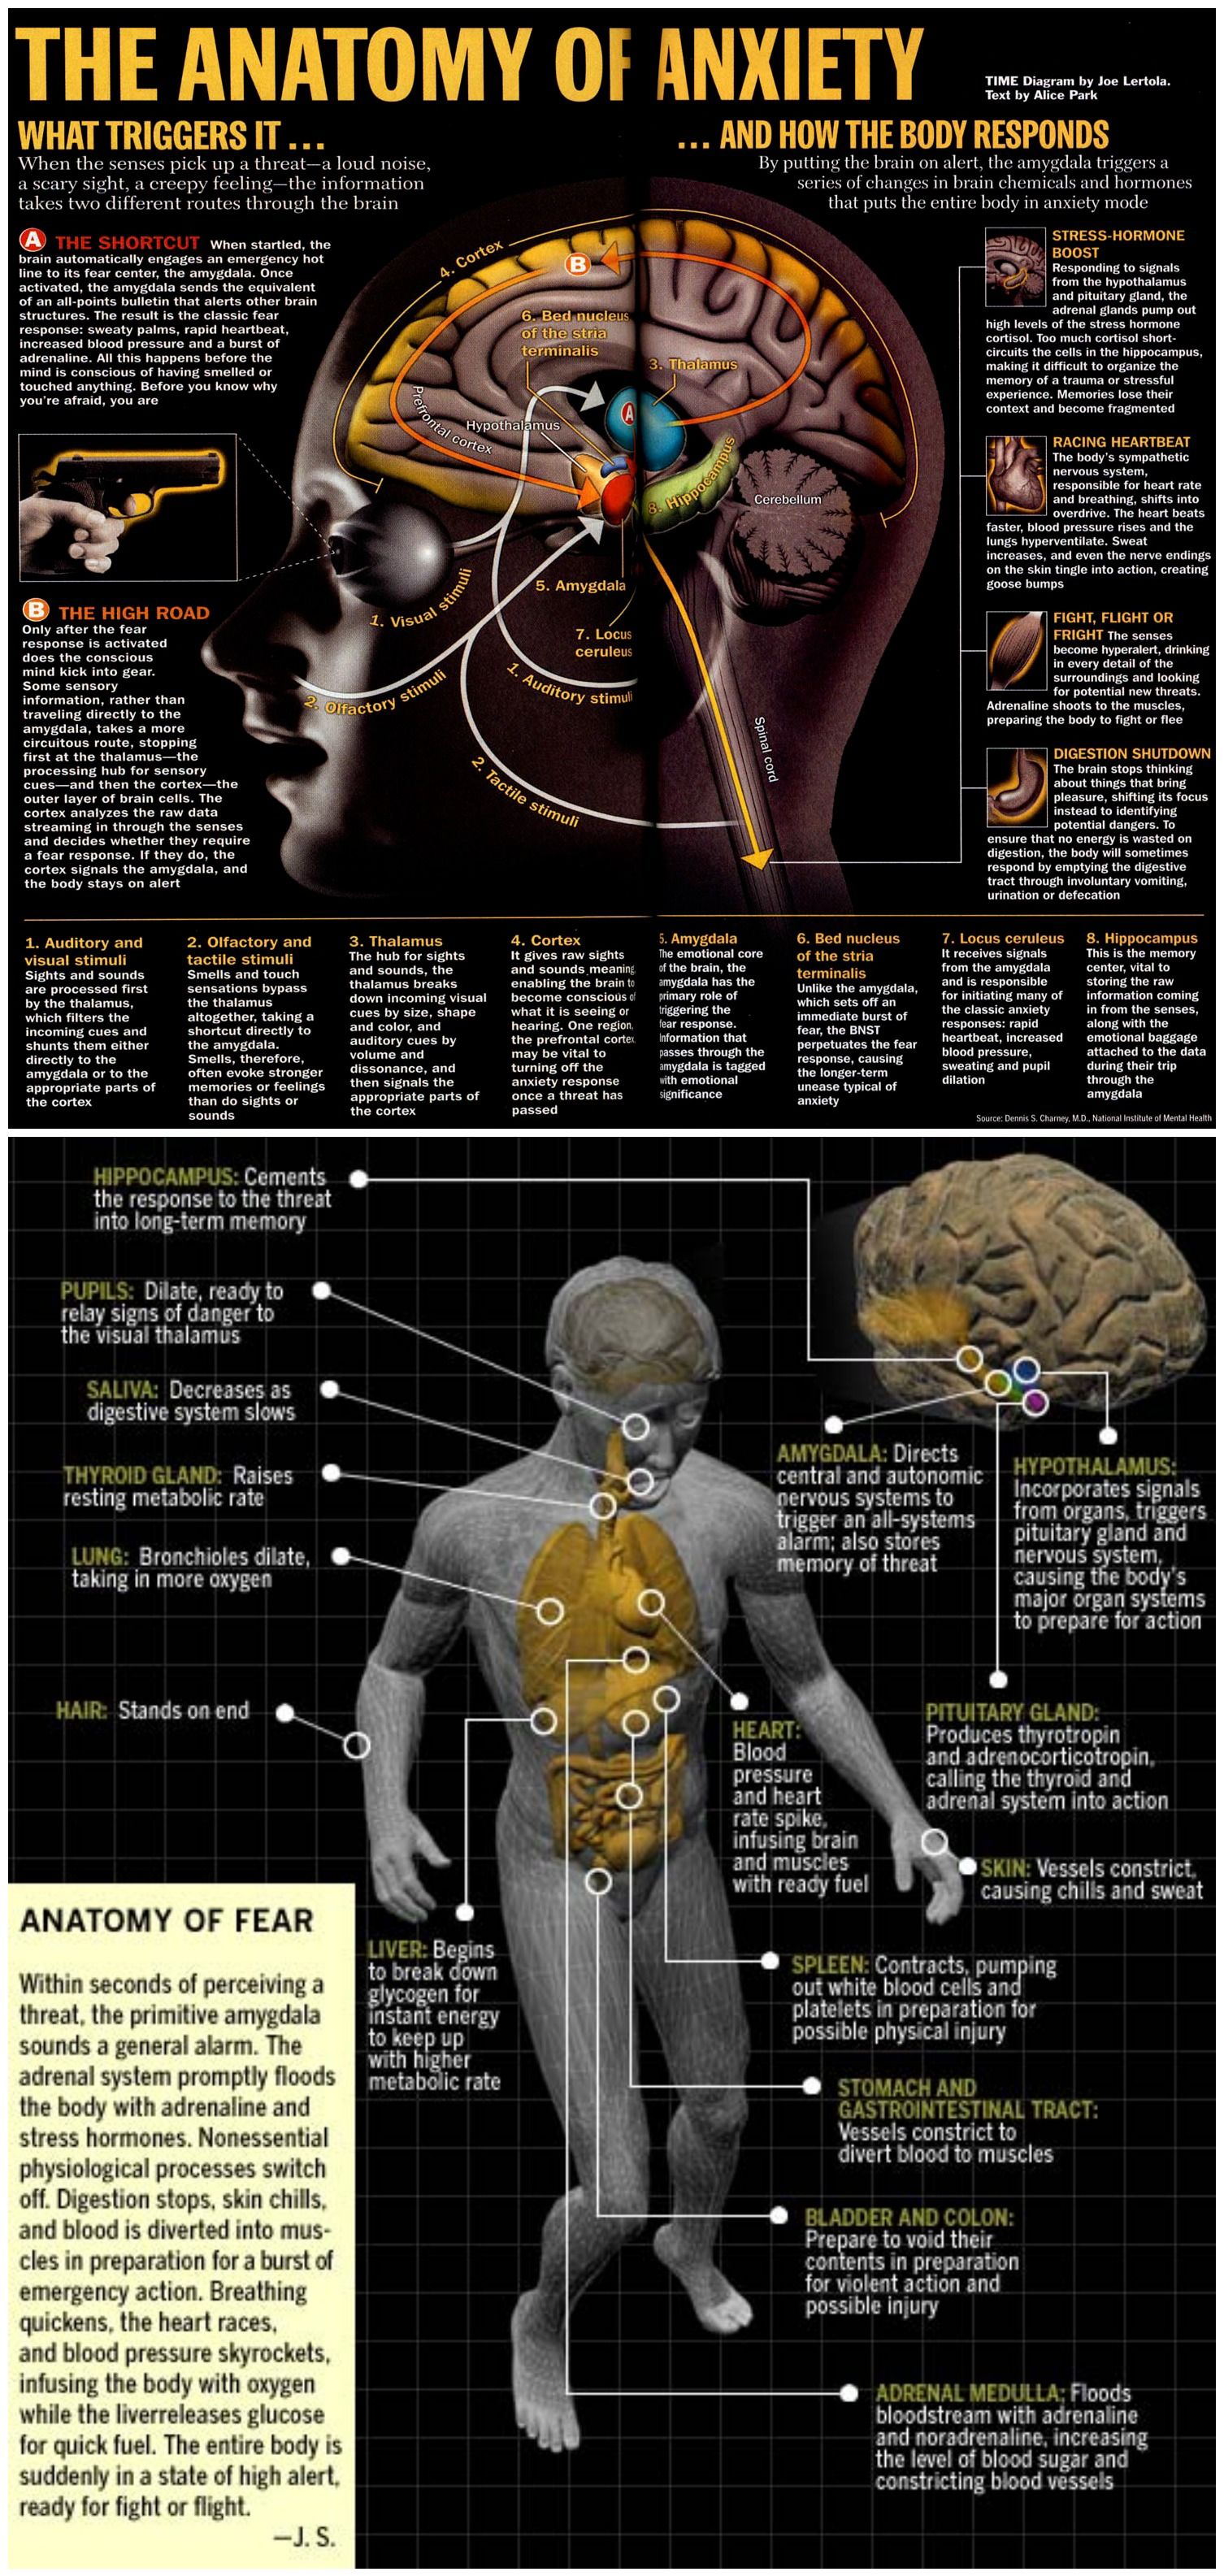 THE ANATOMY OF ANXIETY
TIME Diagram by Joe Lertola.
Text by Alice Park
WHAT TRIGGERS IT ...
When the senses pick up a threat—a loud noise,
a scary sight, a creepy feeling—the information
takes two different routes through the brain
... AND HOW THE BODY RESPONDS
By putting the brain on alert, the amygdala triggers a
series of changes in brain chemicals and hormones
that puts the entire body in anxiety mode
A THE SHORTCUT When startled, the
brain automatically engages an emergency hot
line to its fear center, the amygdala. Once
activated, the amygdala sends the equivalent
of an all-points bulletin that alerts other brain
structures. The result is the classic fear
response: sweaty palms, rapid heartbeat,
increased blood pressure and a burst of
adrenaline. All this happens before the
mind is conscious of having smelled or
touched anything. Before you know why
you're afraid, you are
B THE HIGH ROAD
Only after the fear
response is activated
does the conscious
mind kick into gear.
Some sensory
information, rather than
traveling directly to the
amygdala, takes a more
circuitous route, stopping
first at the thalamus—the
processing hub for sensory
cues—and then the cortex—the
outer layer of brain cells. The
cortex analyzes the raw data
streaming in through the senses
and decides whether they require
a fear response. If they do, the
cortex signals the amygdala, and
the body stays on alert
4. Cortex
B
6. Bed nucleus
of the stria
terminalis
3. Thalamus
A
Prefrontal cortex
Hypothalamus
8. Hippocampus
Cerebellum
5. Amygdala
1. Visual stimuli
7. Locus
ceruleus
1. Auditory stimuli
2. Olfactory stimuli
2. Tactile stimuli
Spinal cord
STRESS-HORMONE
BOOST
Responding to signals
from the hypothalamus
and pituitary gland, the
adrenal glands pump out
high levels of the stress hormone
cortisol. Too much cortisol short-
circuits the cells in the hippocampus,
making it difficult to organize the
memory of a trauma or stressful
experience. Memories lose their
context and become fragmented
RACING HEARTBEAT
The body's sympathetic
nervous system,
responsible for heart rate
and breathing, shifts into
overdrive. The heart beats
faster, blood pressure rises and the
lungs hyperventilate. Sweat
increases, and even the nerve endings
on the skin tingle into action, creating
goose bumps
FIGHT, FLIGHT OR
FRIGHT The senses
become hyperalert, drinking
in every detail of the
surroundings and looking
for potential new threats.
Adrenaline shoots to the muscles,
preparing the body to fight or flee
DIGESTION SHUTDOWN
The brain stops thinking
about things that bring
pleasure, shifting its focus
instead to identifying
potential dangers. To
ensure that no energy is wasted on
digestion, the body will sometimes
respond by emptying the digestive
tract through involuntary vomiting,
urination or defecation
1. Auditory and
visual stimuli
Sights and sounds
are processed first
by the thalamus,
which filters the
incoming cues and
shunts them either
directly to the
amygdala or to the
appropriate parts of
the cortex
2. Olfactory and
tactile stimuli
Smells and touch
sensations bypass
the thalamus
altogether, taking a
shortcut directly to
the amygdala.
Smells, therefore,
often evoke stronger
memories or feelings
than do sights or
sounds
3. Thalamus
The hub for sights
and sounds, the
thalamus breaks
down incoming visual
cues by size, shape
and color, and
auditory cues by
volume and
dissonance, and
then signals the
appropriate parts of
the cortex
4. Cortex
It gives raw sights
and sounds meaning,
enabling the brain to
become conscious of
what it is seeing or
hearing. One region,
the prefrontal cortex,
may be vital to
turning off the
anxiety response
once a threat has
passed
5. Amygdala
The emotional core
of the brain, the
amygdala has the
primary role of
triggering the
fear response.
Information that
passes through the
amygdala is tagged
with emotional
significance
6. Bed nucleus
of the stria
terminalis
Unlike the amygdala,
which sets off an
immediate burst of
fear, the BNST
perpetuates the fear
response, causing
the longer-term
unease typical of
anxiety
7. Locus ceruleus
It receives signals
from the amygdala
and is responsible
for initiating many of
the classic anxiety
responses: rapid
heartbeat, increased
blood pressure,
sweating and pupil
dilation
8. Hippocampus
This is the memory
center, vital to
storing the raw
information coming
in from the senses,
along with the
emotional baggage
attached to the data
during their trip
through the
amygdala
Source: Dennis S. Charney, M.D., National Institute of Mental Health
HIPPOCAMPUS: Cements
the response to the threat
into long-term memory
PUPILS: Dilate, ready to
relay signs of danger to
the visual thalamus
SALIVA: Decreases as
digestive system slows
THYROID GLAND: Raises
resting metabolic rate
LUNG: Bronchioles dilate,
taking in more oxygen
HAIR: Stands on end
AMYGDALA: Directs
central and autonomic
nervous systems to
trigger an all-systems
alarm; also stores
memory of threat
HYPOTHALAMUS:
Incorporates signals
from organs, triggers
pituitary gland and
nervous system,
causing the body's
major organ systems
to prepare for action
HEART:
Blood
pressure
and heart
rate spike,
infusing brain
and muscles
with ready fuel
PITUITARY GLAND:
Produces thyrotropin
and adrenocorticotropin,
calling the thyroid and
adrenal system into action
SKIN: Vessels constrict,
causing chills and sweat
LIVER: Begins
to break down
glycogen for
instant energy
to keep up
with higher
metabolic rate
SPLEEN: Contracts, pumping
out white blood cells and
platelets in preparation for
possible physical injury
STOMACH AND
GASTROINTESTINAL TRACT:
Vessels constrict to
divert blood to muscles
BLADDER AND COLON:
Prepare to void their
contents in preparation
for violent action and
possible injury
ADRENAL MEDULLA: Floods
bloodstream with adrenaline
and noradrenaline, increasing
the level of blood sugar and
constricting blood vessels
ANATOMY OF FEAR
Within seconds of perceiving a
threat, the primitive amygdala
sounds a general alarm. The
adrenal system promptly floods
the body with adrenaline and
stress hormones. Nonessential
physiological processes switch
off. Digestion stops, skin chills,
and blood is diverted into mus-
cles in preparation for a burst of
emergency action. Breathing
quickens, the heart races,
and blood pressure skyrockets,
infusing the body with oxygen
while the liverreleases glucose
for quick fuel. The entire body is
suddenly in a state of high alert,
ready for fight or flight.
—J. S.